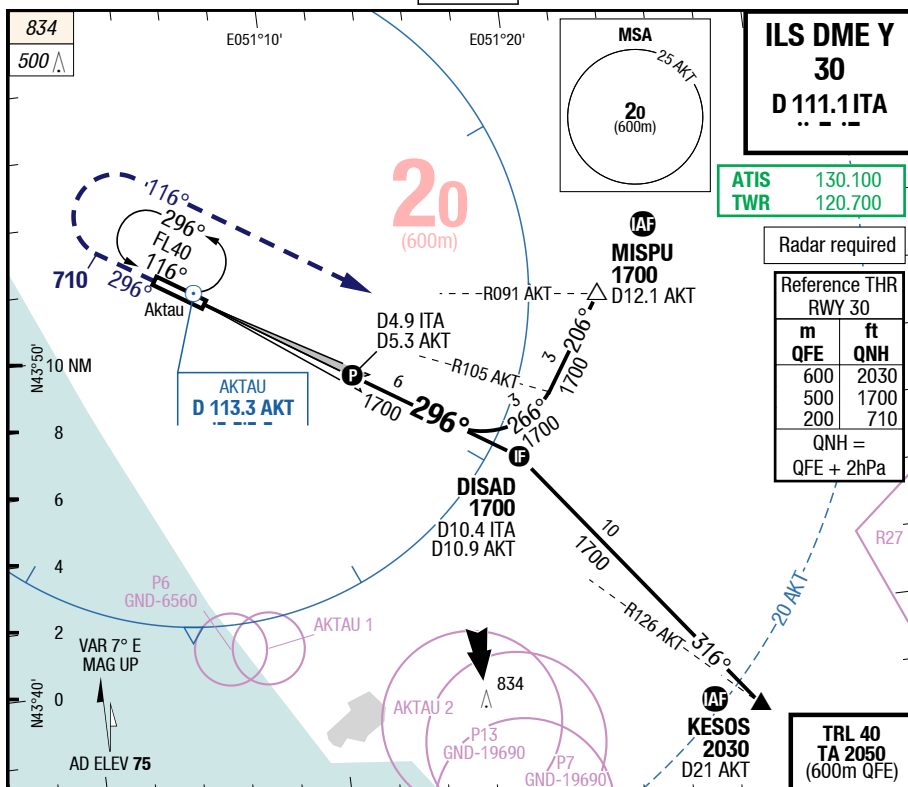 834
500
E051°10'
E051°20'
MSA
25 AKT
20
(600m)
ILS DME Y
30
D 111.1 ITA
ATIS 130.100
TWR 120.700
Radar required
Reference THR
RWY 30
m ft
QFE QNH
600 2030
500 1700
200 710
QNH =
QFE + 2hPa
20
(600m)
116°
296°
FL40
116°
710
296°
Aktau
IAF
MISPU
1700
D12.1 AKT
R091 AKT
206°
3
1700
D4.9 ITA
D5.3 AKT
P
R105 AKT
6
1700
296°
3
266°
1700
IF
DISAD
1700
D10.4 ITA
D10.9 AKT
AKTAU
D 113.3 AKT
N43°50'
10 NM
8
6
4
2
0
N43°40'
10
1700
R126 AKT
316°
20 AKT
R27
P6
GND-6560
AKTAU 1
AKTAU 2
834
P13
GND-19690
P7
GND-19690
IAF
KESOS
2030
D21 AKT
VAR 7° E
MAG UP
AD ELEV 75
TRL 40
TA 2050
(600m QFE)